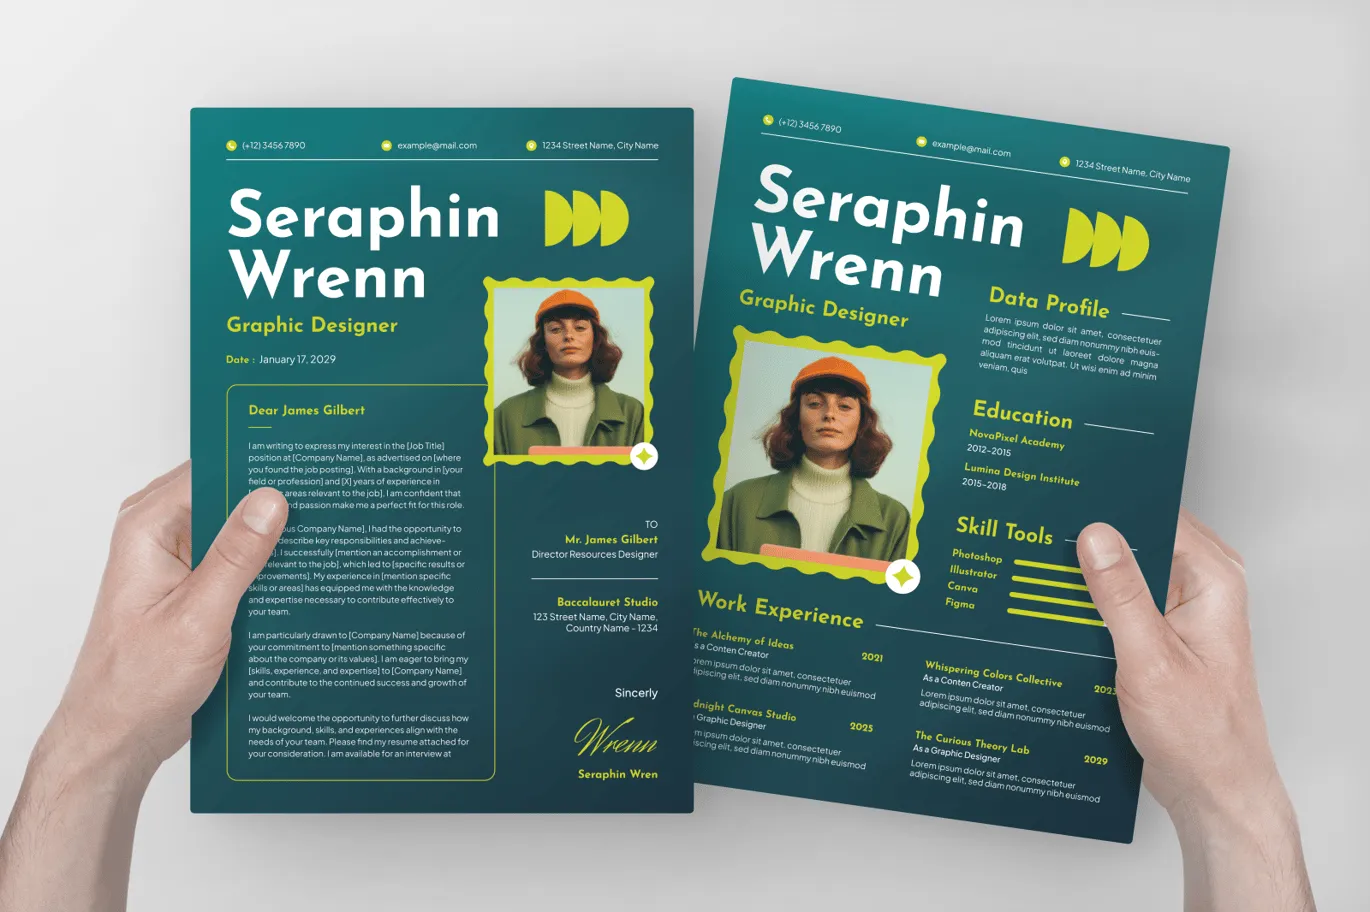 (+12) 3456 7890
example@mail.com
1234 Street Name, City Name
Seraphin
Wrenn
Graphic Designer
Date : January 17, 2029
Dear James Gilbert
I am writing to express my interest in the [Job Title]
position at [Company Name], as advertised on [where
you found the job posting]. With a background in [your
field or profession] and [X] years of experience in
areas relevant to the job], I am confident that
nd passion make me a perfect fit for this role.
ous Company Name], I had the opportunity to
describe key responsibilities and achieve-
]. I successfully [mention an accomplishment or
relevant to the job], which led to [specific results or
mprovements]. My experience in [mention specific
skills or areas] has equipped me with the knowledge
and expertise necessary to contribute effectively to
your team.
I am particularly drawn to [Company Name] because of
your commitment to [mention something specific
about the company or its values]. I am eager to bring my
[skills, experience, and expertise] to [Company Name]
and contribute to the continued success and growth of
your team.
I would welcome the opportunity to further discuss how
my background, skills, and experiences align with the
needs of your team. Please find my resume attached for
your consideration. I am available for an interview at
TO
Mr. James Gilbert
Director Resources Designer
Baccalauret Studio
123 Street Name, City Name,
Country Name - 1234
Sincerly
Wrenn
Seraphin Wren
(+12) 3456 7890
example@mail.com
1234 Street Name, City Name
Seraphin
Wrenn
Graphic Designer
Data Profile
Lorem ipsum dolor sit amet, consectetuer
adipiscing elit, sed diam nonummy nibh euis-
mod tincidunt ut laoreet dolore magna
aliquam erat volutpat. Ut wisi enim ad minim
veniam, quis
Education
NovaPixel Academy
2012-2015
Lumina Design Institute
2015-2018
Skill Tools
Photoshop
Illustrator
Canva
Figma
Work Experience
The Alchemy of Ideas
2021
s a Conten Creator
orem ipsum dolor sit amet, consectetuer
ipiscing elit, sed diam nonummy nibh euismod
dnight Canvas Studio
2025
Graphic Designer
m ipsum dolor sit amet, consectetuer
iscing elit, sed diam nonummy nibh euismod
Whispering Colors Collective
2023
As a Conten Creator
Lorem ipsum dolor sit amet, consectetuer
adipiscing elit, sed diam nonummy nibh euismod
The Curious Theory Lab
2029
As a Graphic Designer
Lorem ipsum dolor sit amet, consectetuer
adipiscing elit, sed diam nonummy nibh euismod